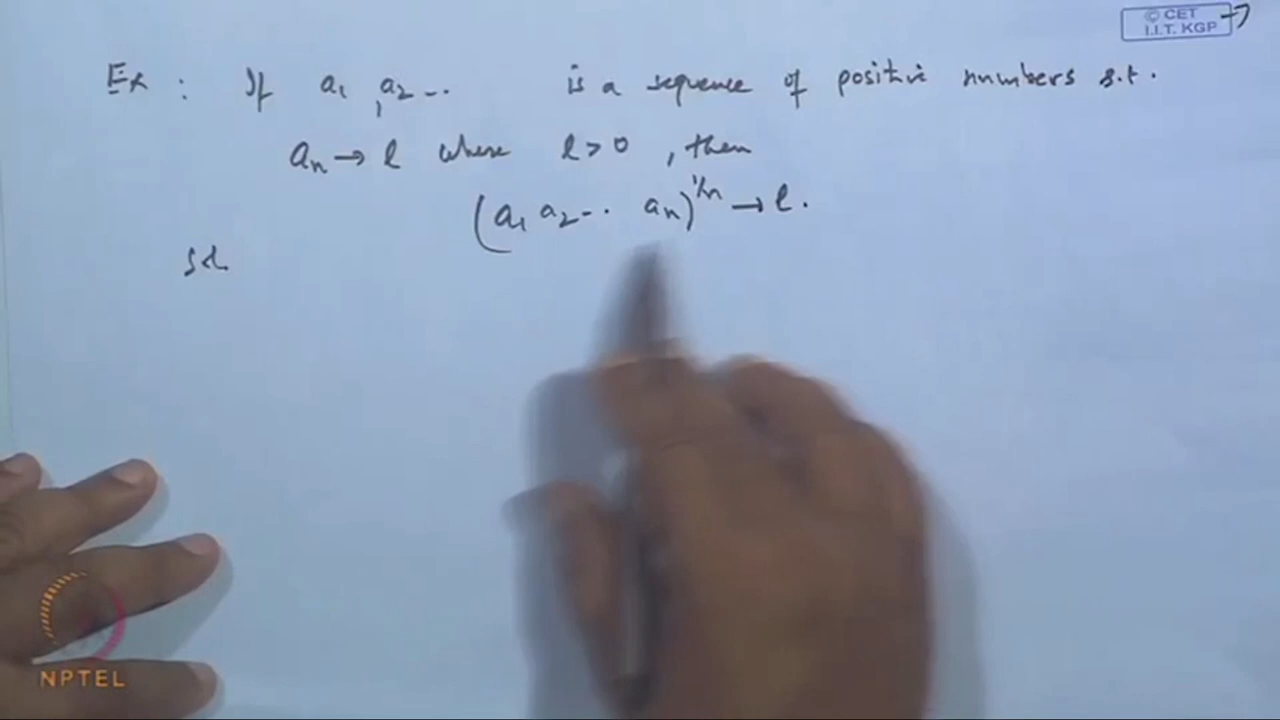 © CET
I.I.T. KGP
Ex : If a₁, a₂ -.. is a sequence of positive numbers s.t.
aₙ → l where l > 0, then
(a₁ a₂ -.. aₙ)^{1/n} → l.
Sol
NPTEL